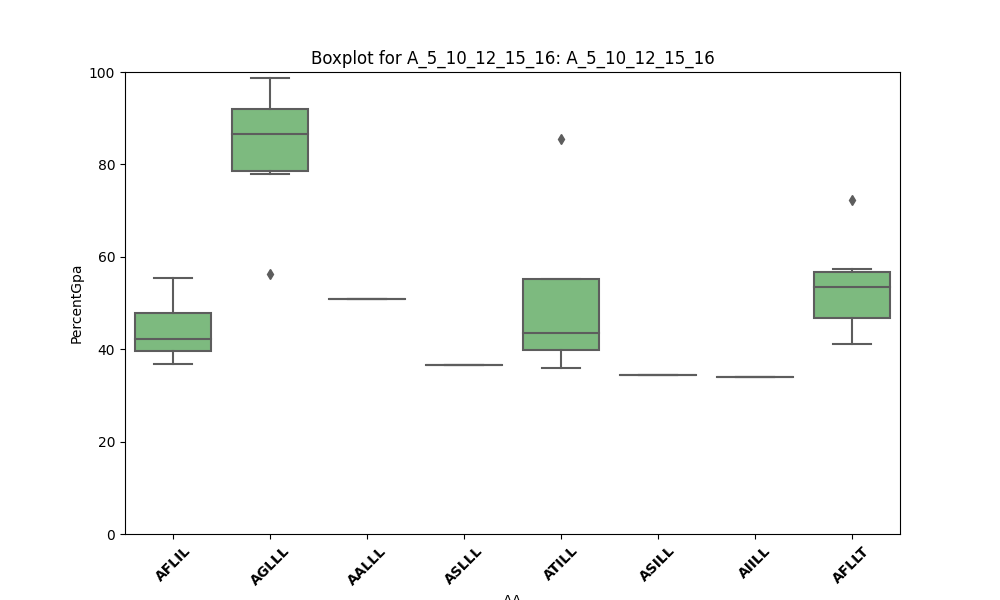 Boxplot for A_5_10_12_15_16: A_5_10_12_15_16
100
80
60
40
20
0
PercentGpa
AFLIL
AGLLL
AALLL
ASLLL
ATILL
ASILL
AIILL
AFLLT
AA